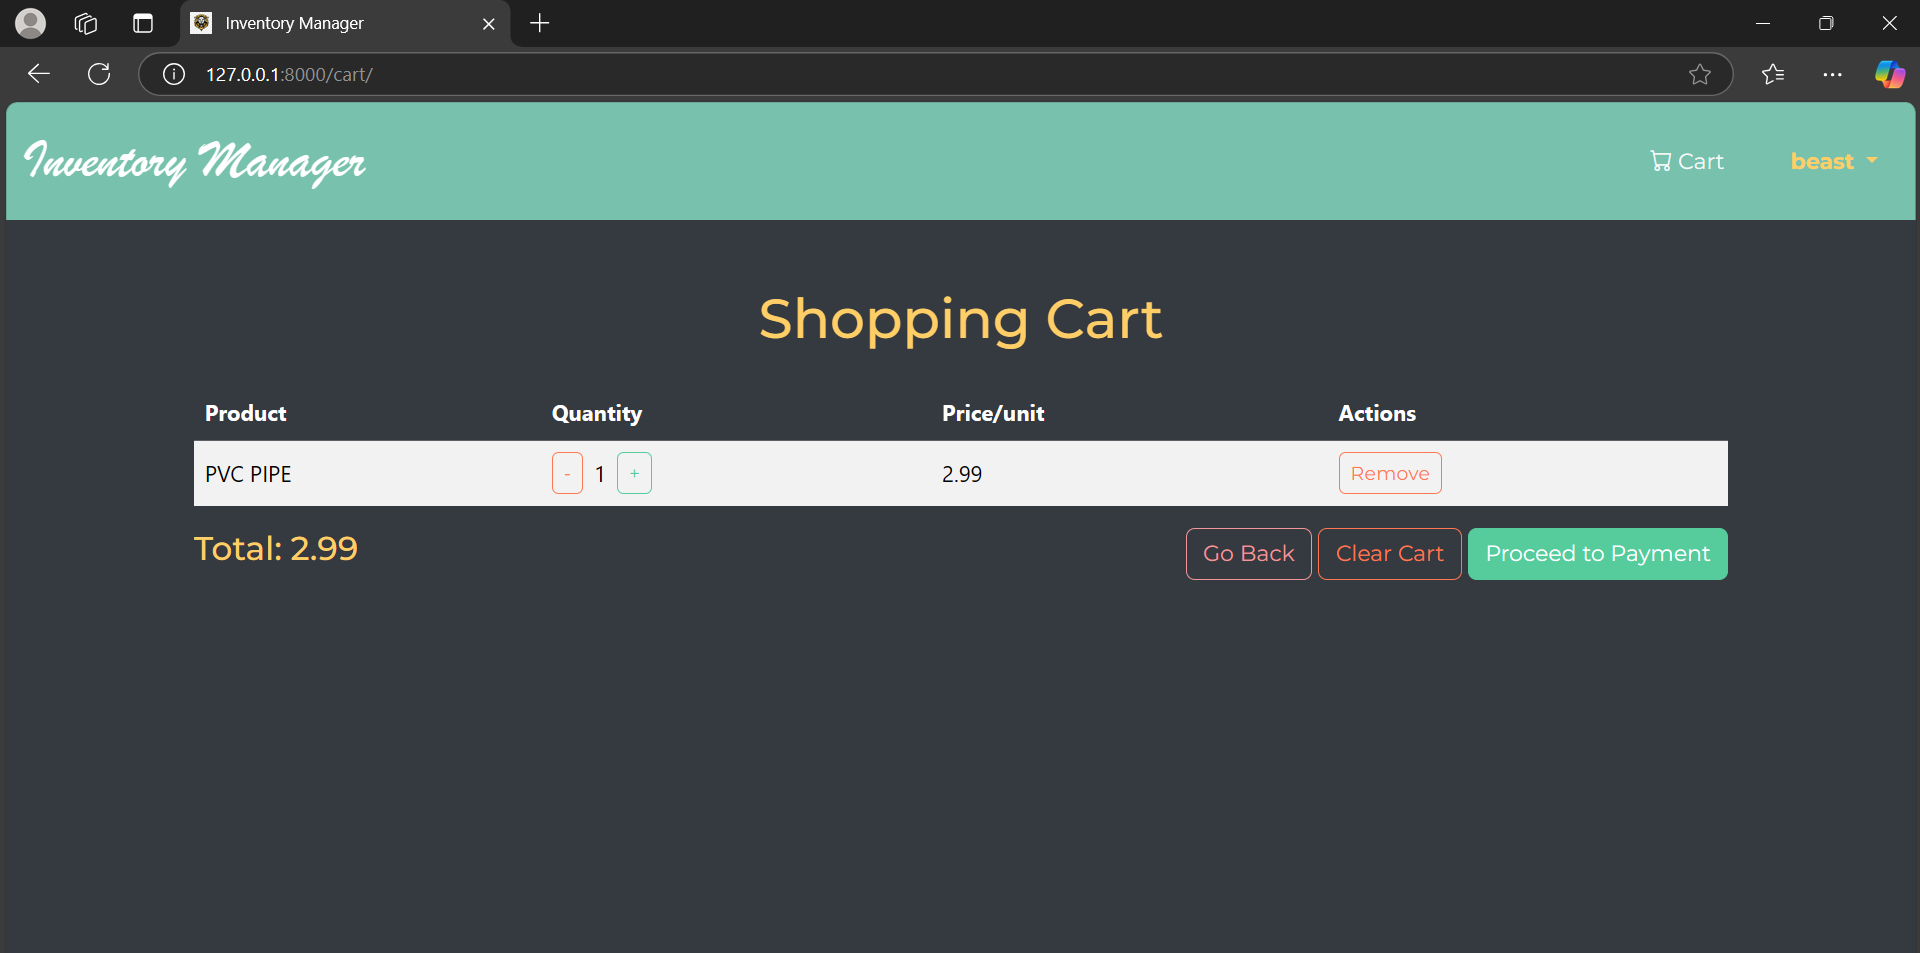 Inventory Manager
127.0.0.1:8000/cart/
Inventory Manager
Cart
beast
Shopping Cart
Product Quantity Price/unit Actions
PVC PIPE - 1 + 2.99 Remove
Total: 2.99 Go Back Clear Cart Proceed to Payment